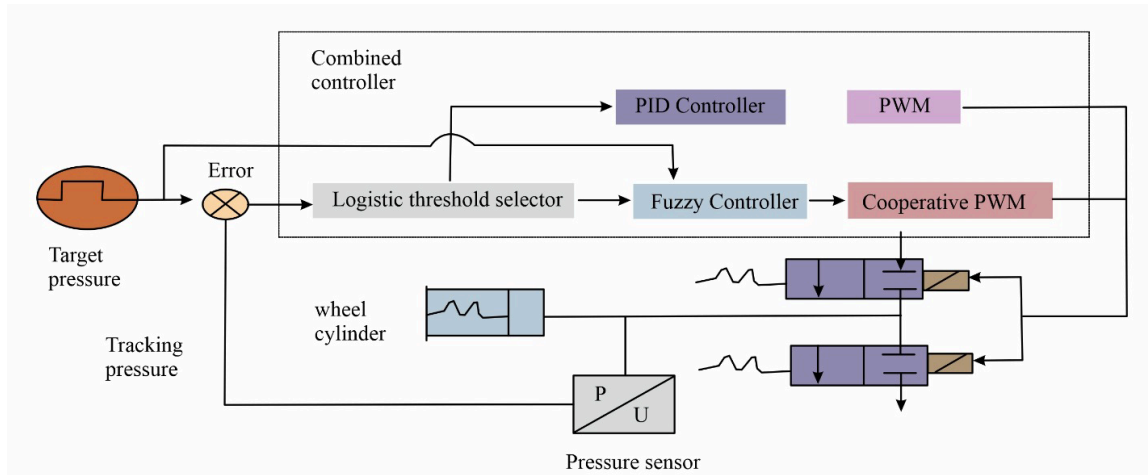 Combined
controller
PID Controller
PWM
Error
Logistic threshold selector
Fuzzy Controller
Cooperative PWM
Target
pressure
wheel
cylinder
Tracking
pressure
P
U
Pressure sensor